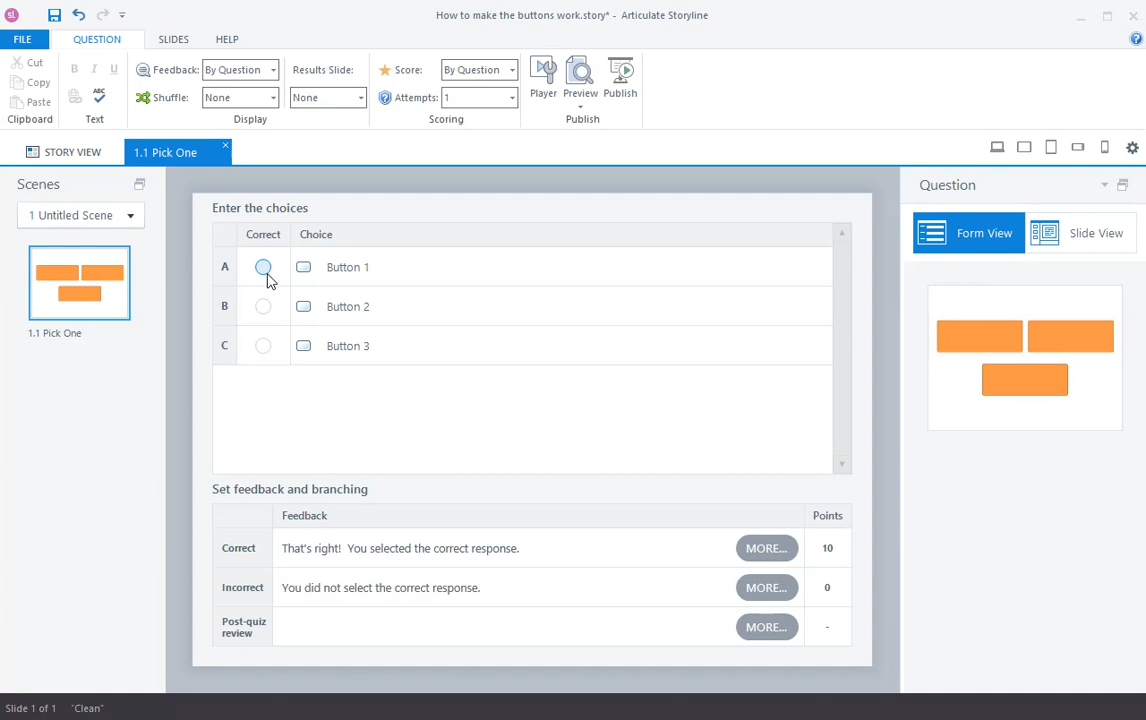 sl
How to make the buttons work.story* - Articulate Storyline
FILE QUESTION SLIDES HELP
Cut
Copy
Paste
Clipboard
B I U
ABC
Text
Feedback: By Question
Shuffle: None
Results Slide:
None
Display
Score: By Question
Attempts: 1
Scoring
Player Preview Publish
Publish
STORY VIEW 1.1 Pick One
Scenes
1 Untitled Scene
1.1 Pick One
Enter the choices
Correct Choice
A Button 1
B Button 2
C Button 3
Set feedback and branching
Feedback Points
Correct That's right! You selected the correct response. MORE... 10
Incorrect You did not select the correct response. MORE... 0
Post-quiz
review MORE... -
Question
Form View Slide View
Slide 1 of 1 "Clean"